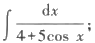 ∫ dx / (4+5cos x) ;